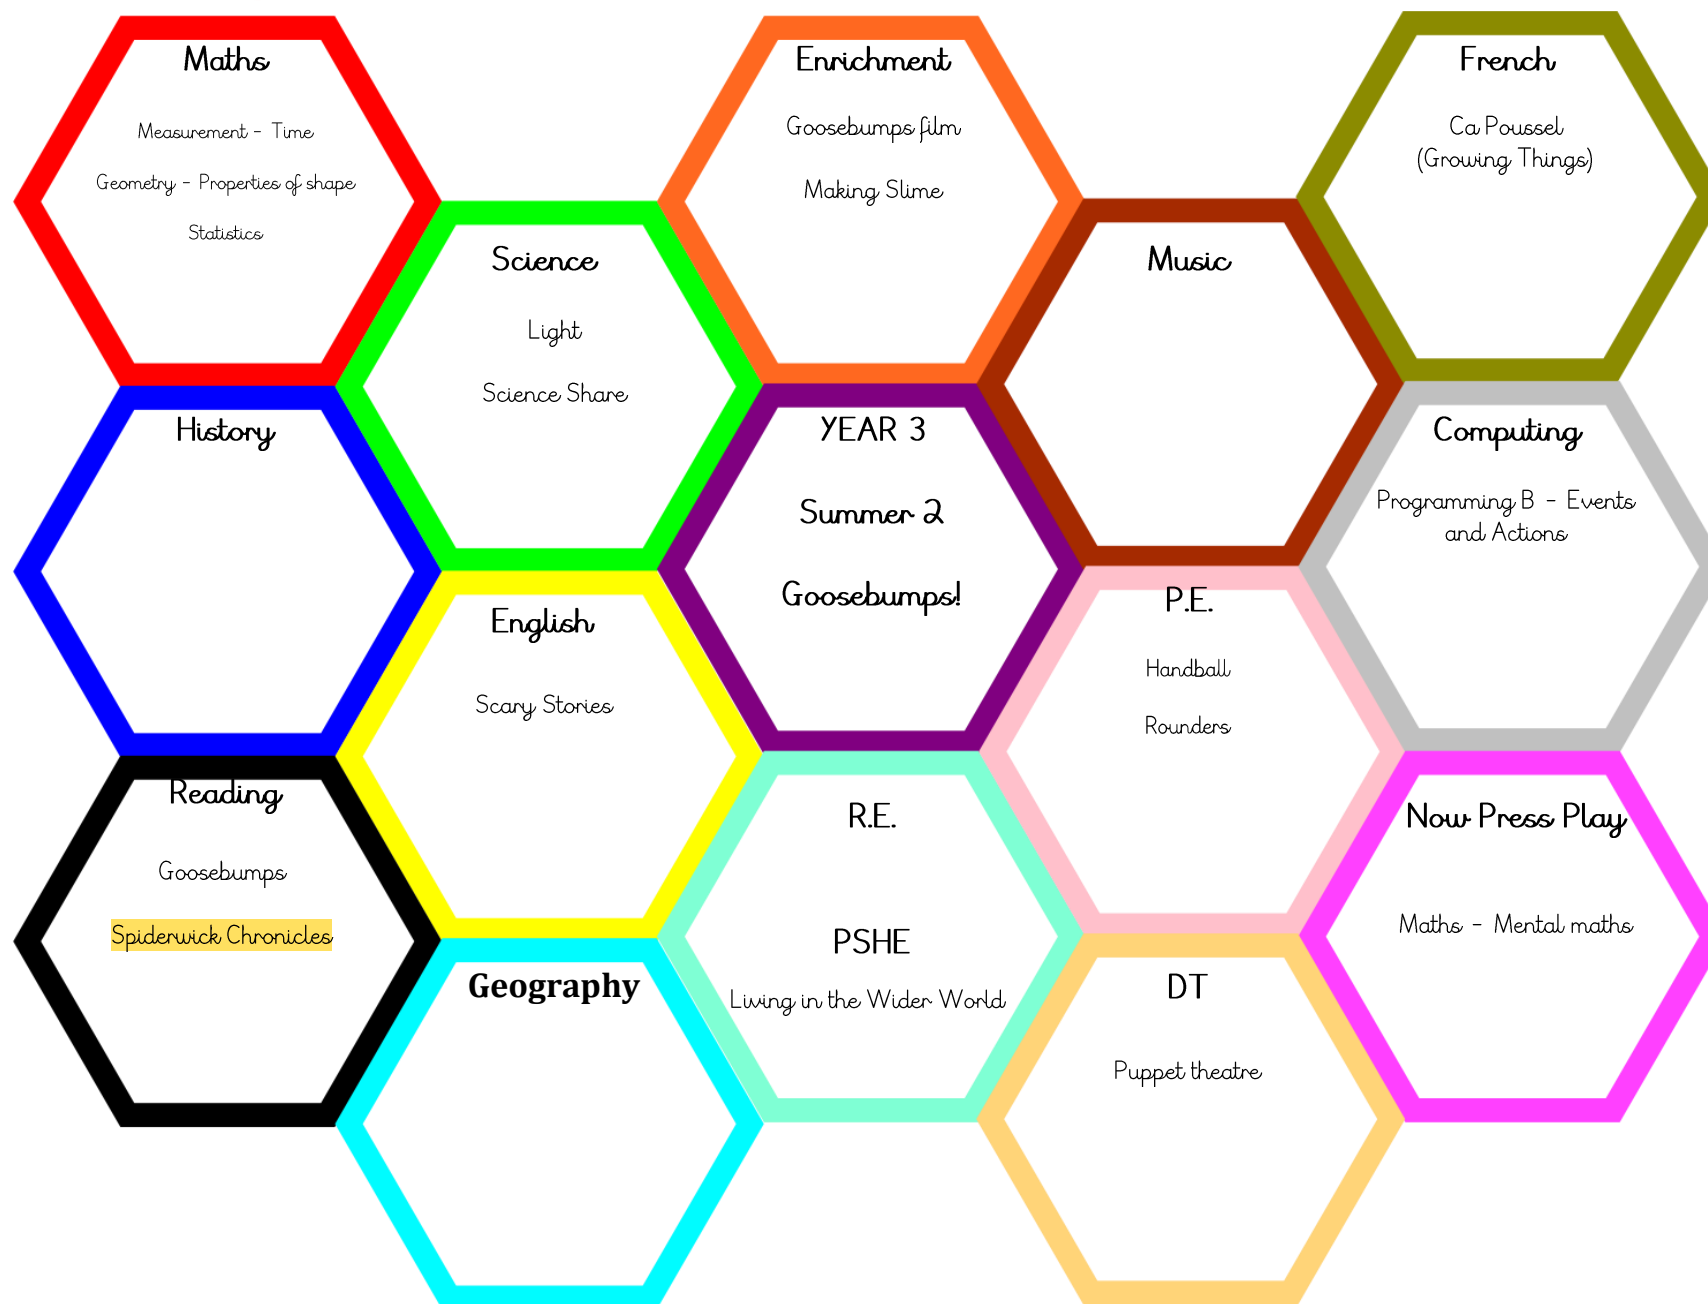 Maths
Measurement - Time
Geometry - Properties of shape
Statistics
Enrichment
Goosebumps film
Making Slime
French
Ca Poussel
(Growing Things)
Science
Light
Science Share
Music
History
YEAR 3
Summer 2
Goosebumps!
Computing
Programming B - Events
and Actions
English
Scary Stories
P.E.
Handball
Rounders
Reading
Goosebumps
Spiderwick Chronicles
R.E.
PSHE
Living in the Wider World
Now Press Play
Maths - Mental maths
Geography
DT
Puppet theatre